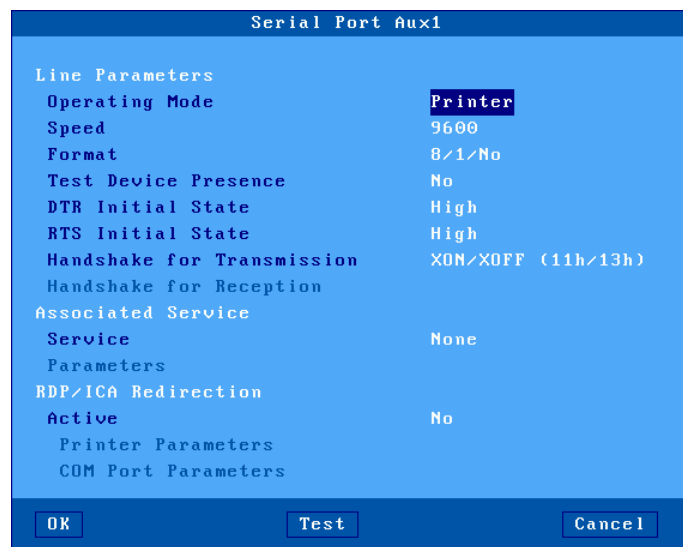 Serial Port Aux1
Line Parameters
Operating Mode Printer
Speed 9600
Format 8/1/No
Test Device Presence No
DTR Initial State High
RTS Initial State High
Handshake for Transmission XON/XOFF (11h/13h)
Handshake for Reception
Associated Service
Service None
Parameters
RDP/ICA Redirection
Active No
Printer Parameters
COM Port Parameters
OK Test Cancel